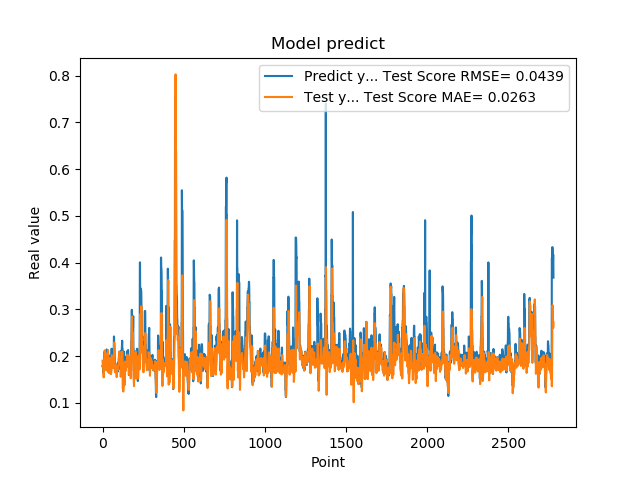 Model predict
Predict y... Test Score RMSE= 0.0439
Test y... Test Score MAE= 0.0263
Real value
0.8
0.7
0.6
0.5
0.4
0.3
0.2
0.1
0 500 1000 1500 2000 2500
Point